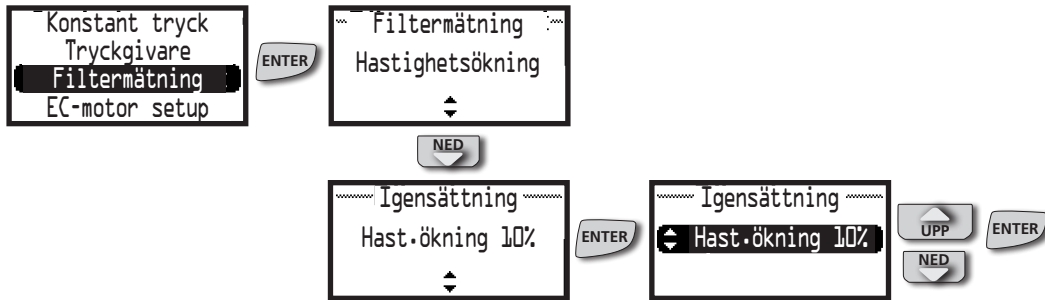 Konstant tryck
Tryckgivare
Filtermätning
EC-motor setup
ENTER
Filtermätning
Hastighetsökning
NED
Igensättning
Hast.ökning 10%
ENTER
Igensättning
Hast.ökning 10%
UPP
NED
ENTER